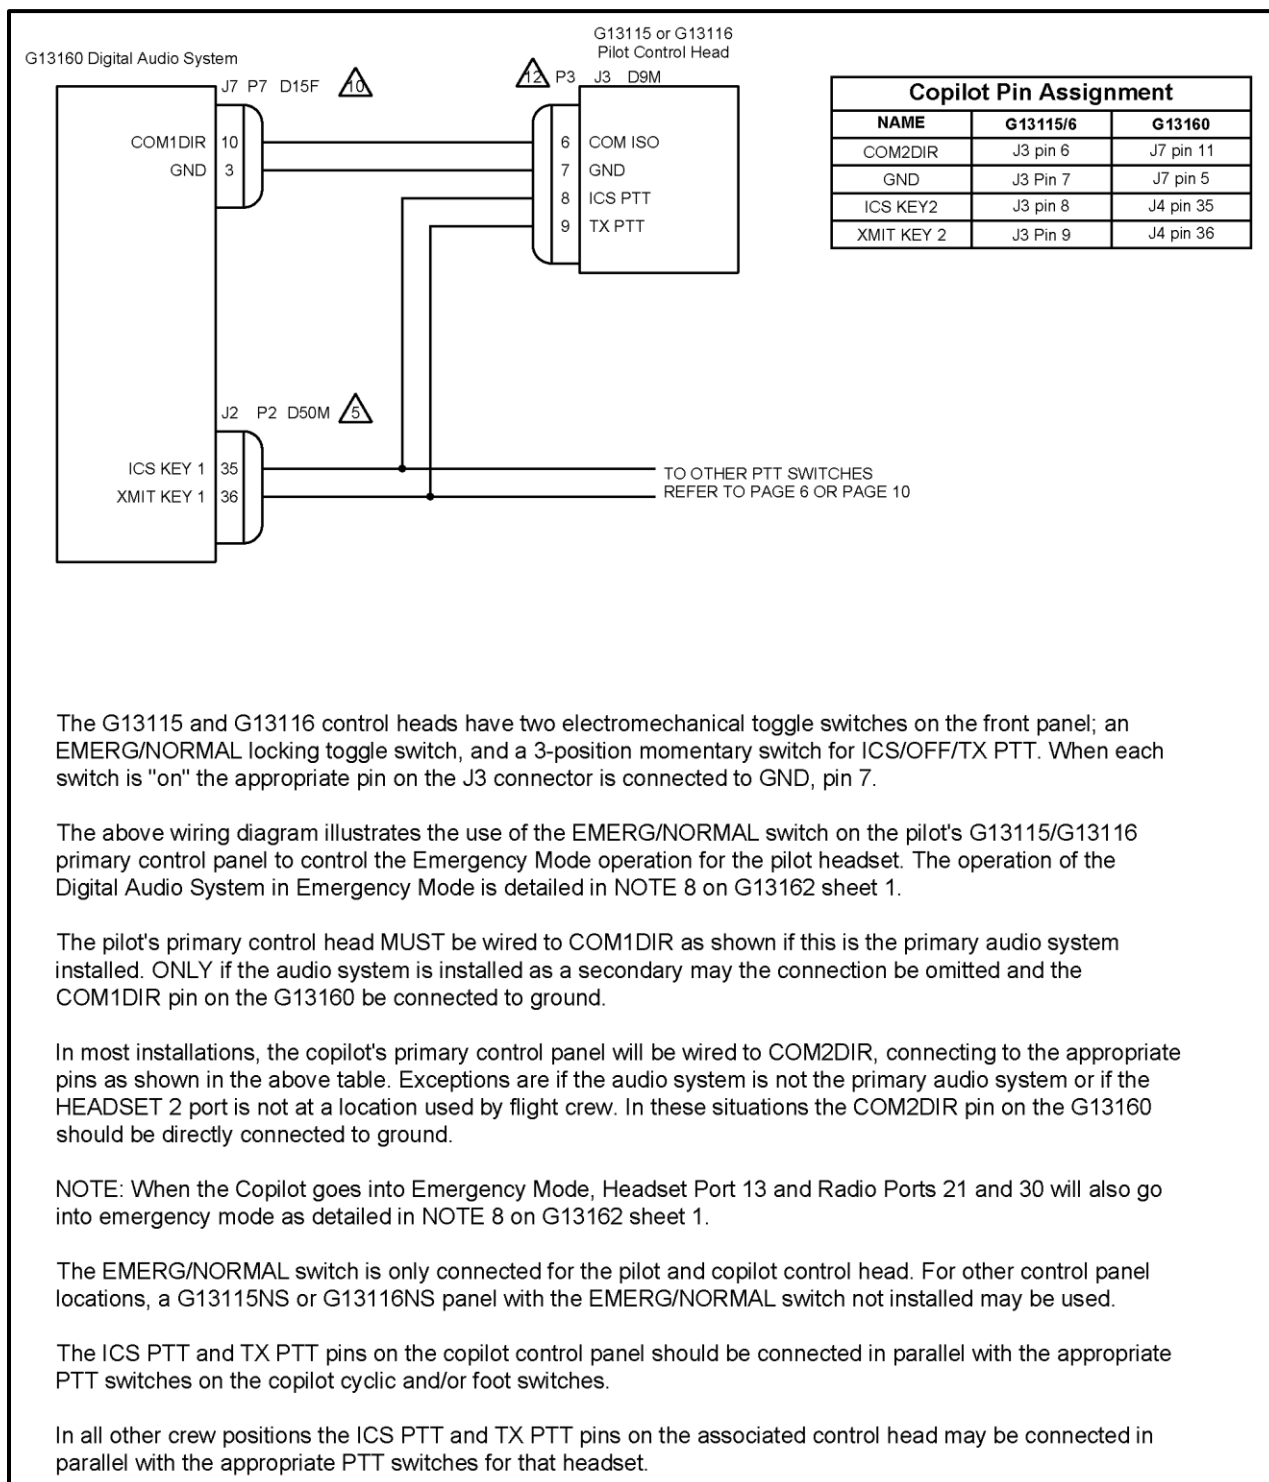 G13115 or G13116
Pilot Control Head
G13160 Digital Audio System
J7 P7 D15F 10
12 P3 J3 D9M
COM1DIR 10
GND 3
6 COM ISO
7 GND
8 ICS PTT
9 TX PTT
Copilot Pin Assignment
NAME G13115/6 G13160
COM2DIR J3 pin 6 J7 pin 11
GND J3 Pin 7 J7 pin 5
ICS KEY2 J3 pin 8 J4 pin 35
XMIT KEY 2 J3 Pin 9 J4 pin 36
J2 P2 D50M 5
ICS KEY 1 35
XMIT KEY 1 36
TO OTHER PTT SWITCHES
REFER TO PAGE 6 OR PAGE 10
The G13115 and G13116 control heads have two electromechanical toggle switches on the front panel; an
EMERG/NORMAL locking toggle switch, and a 3-position momentary switch for ICS/OFF/TX PTT. When each
switch is "on" the appropriate pin on the J3 connector is connected to GND, pin 7.
The above wiring diagram illustrates the use of the EMERG/NORMAL switch on the pilot's G13115/G13116
primary control panel to control the Emergency Mode operation for the pilot headset. The operation of the
Digital Audio System in Emergency Mode is detailed in NOTE 8 on G13162 sheet 1.
The pilot's primary control head MUST be wired to COM1DIR as shown if this is the primary audio system
installed. ONLY if the audio system is installed as a secondary may the connection be omitted and the
COM1DIR pin on the G13160 be connected to ground.
In most installations, the copilot's primary control panel will be wired to COM2DIR, connecting to the appropriate
pins as shown in the above table. Exceptions are if the audio system is not the primary audio system or if the
HEADSET 2 port is not at a location used by flight crew. In these situations the COM2DIR pin on the G13160
should be directly connected to ground.
NOTE: When the Copilot goes into Emergency Mode, Headset Port 13 and Radio Ports 21 and 30 will also go
into emergency mode as detailed in NOTE 8 on G13162 sheet 1.
The EMERG/NORMAL switch is only connected for the pilot and copilot control head. For other control panel
locations, a G13115NS or G13116NS panel with the EMERG/NORMAL switch not installed may be used.
The ICS PTT and TX PTT pins on the copilot control panel should be connected in parallel with the appropriate
PTT switches on the copilot cyclic and/or foot switches.
In all other crew positions the ICS PTT and TX PTT pins on the associated control head may be connected in
parallel with the appropriate PTT switches for that headset.